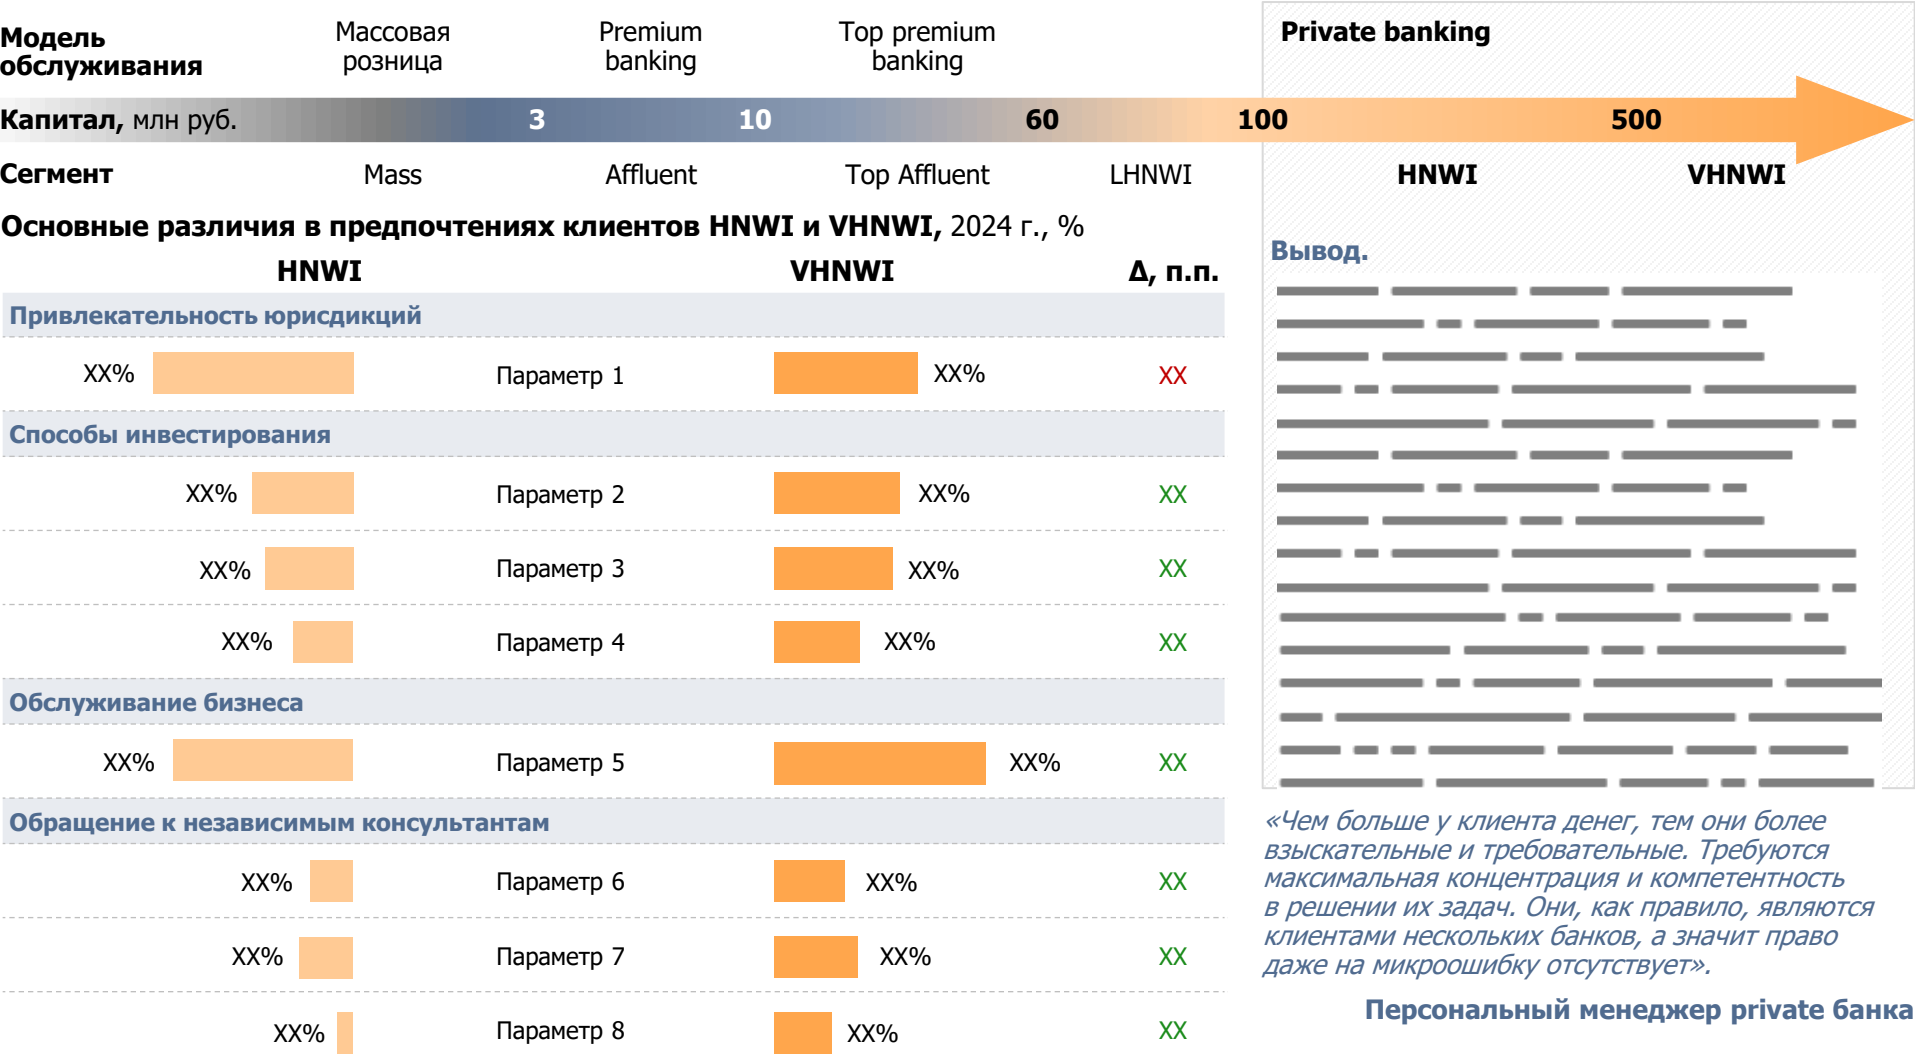 Модель
обслуживания
Массовая
розница
Premium
banking
Top premium
banking
Private banking
Капитал, млн руб.
3
10
60
100
500
Сегмент
Mass
Affluent
Top Affluent
LHNWI
HNWI
VHNWI
Основные различия в предпочтениях клиентов HNWI и VHNWI, 2024 г., %
HNWI
VHNWI
Δ, п.п.
Привлекательность юрисдикций
XX%
Параметр 1
XX%
XX
Способы инвестирования
XX%
Параметр 2
XX%
XX
XX%
Параметр 3
XX%
XX
XX%
Параметр 4
XX%
XX
Обслуживание бизнеса
XX%
Параметр 5
XX%
XX
Обращение к независимым консультантам
XX%
Параметр 6
XX%
XX
XX%
Параметр 7
XX%
XX
XX%
Параметр 8
XX%
XX
Вывод.
«Чем больше у клиента денег, тем они более
взыскательные и требовательные. Требуются
максимальная концентрация и компетентность
в решении их задач. Они, как правило, являются
клиентами нескольких банков, а значит право
даже на микроошибку отсутствует».
Персональный менеджер private банка